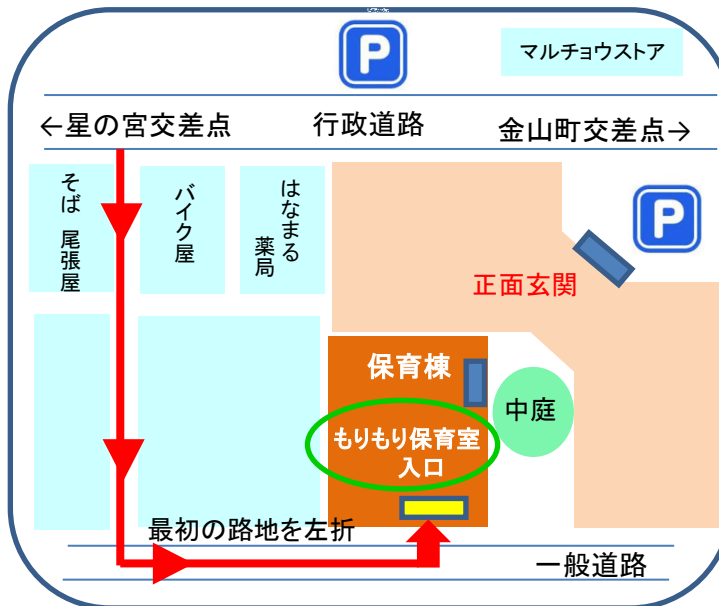 P
マルチョウストア
←星の宮交差点
行政道路
金山町交差点→
そば 尾張屋
バイク屋
はなまる
薬局
P
正面玄関
保育棟
中庭
もりもり保育室
入口
最初の路地を左折
一般道路